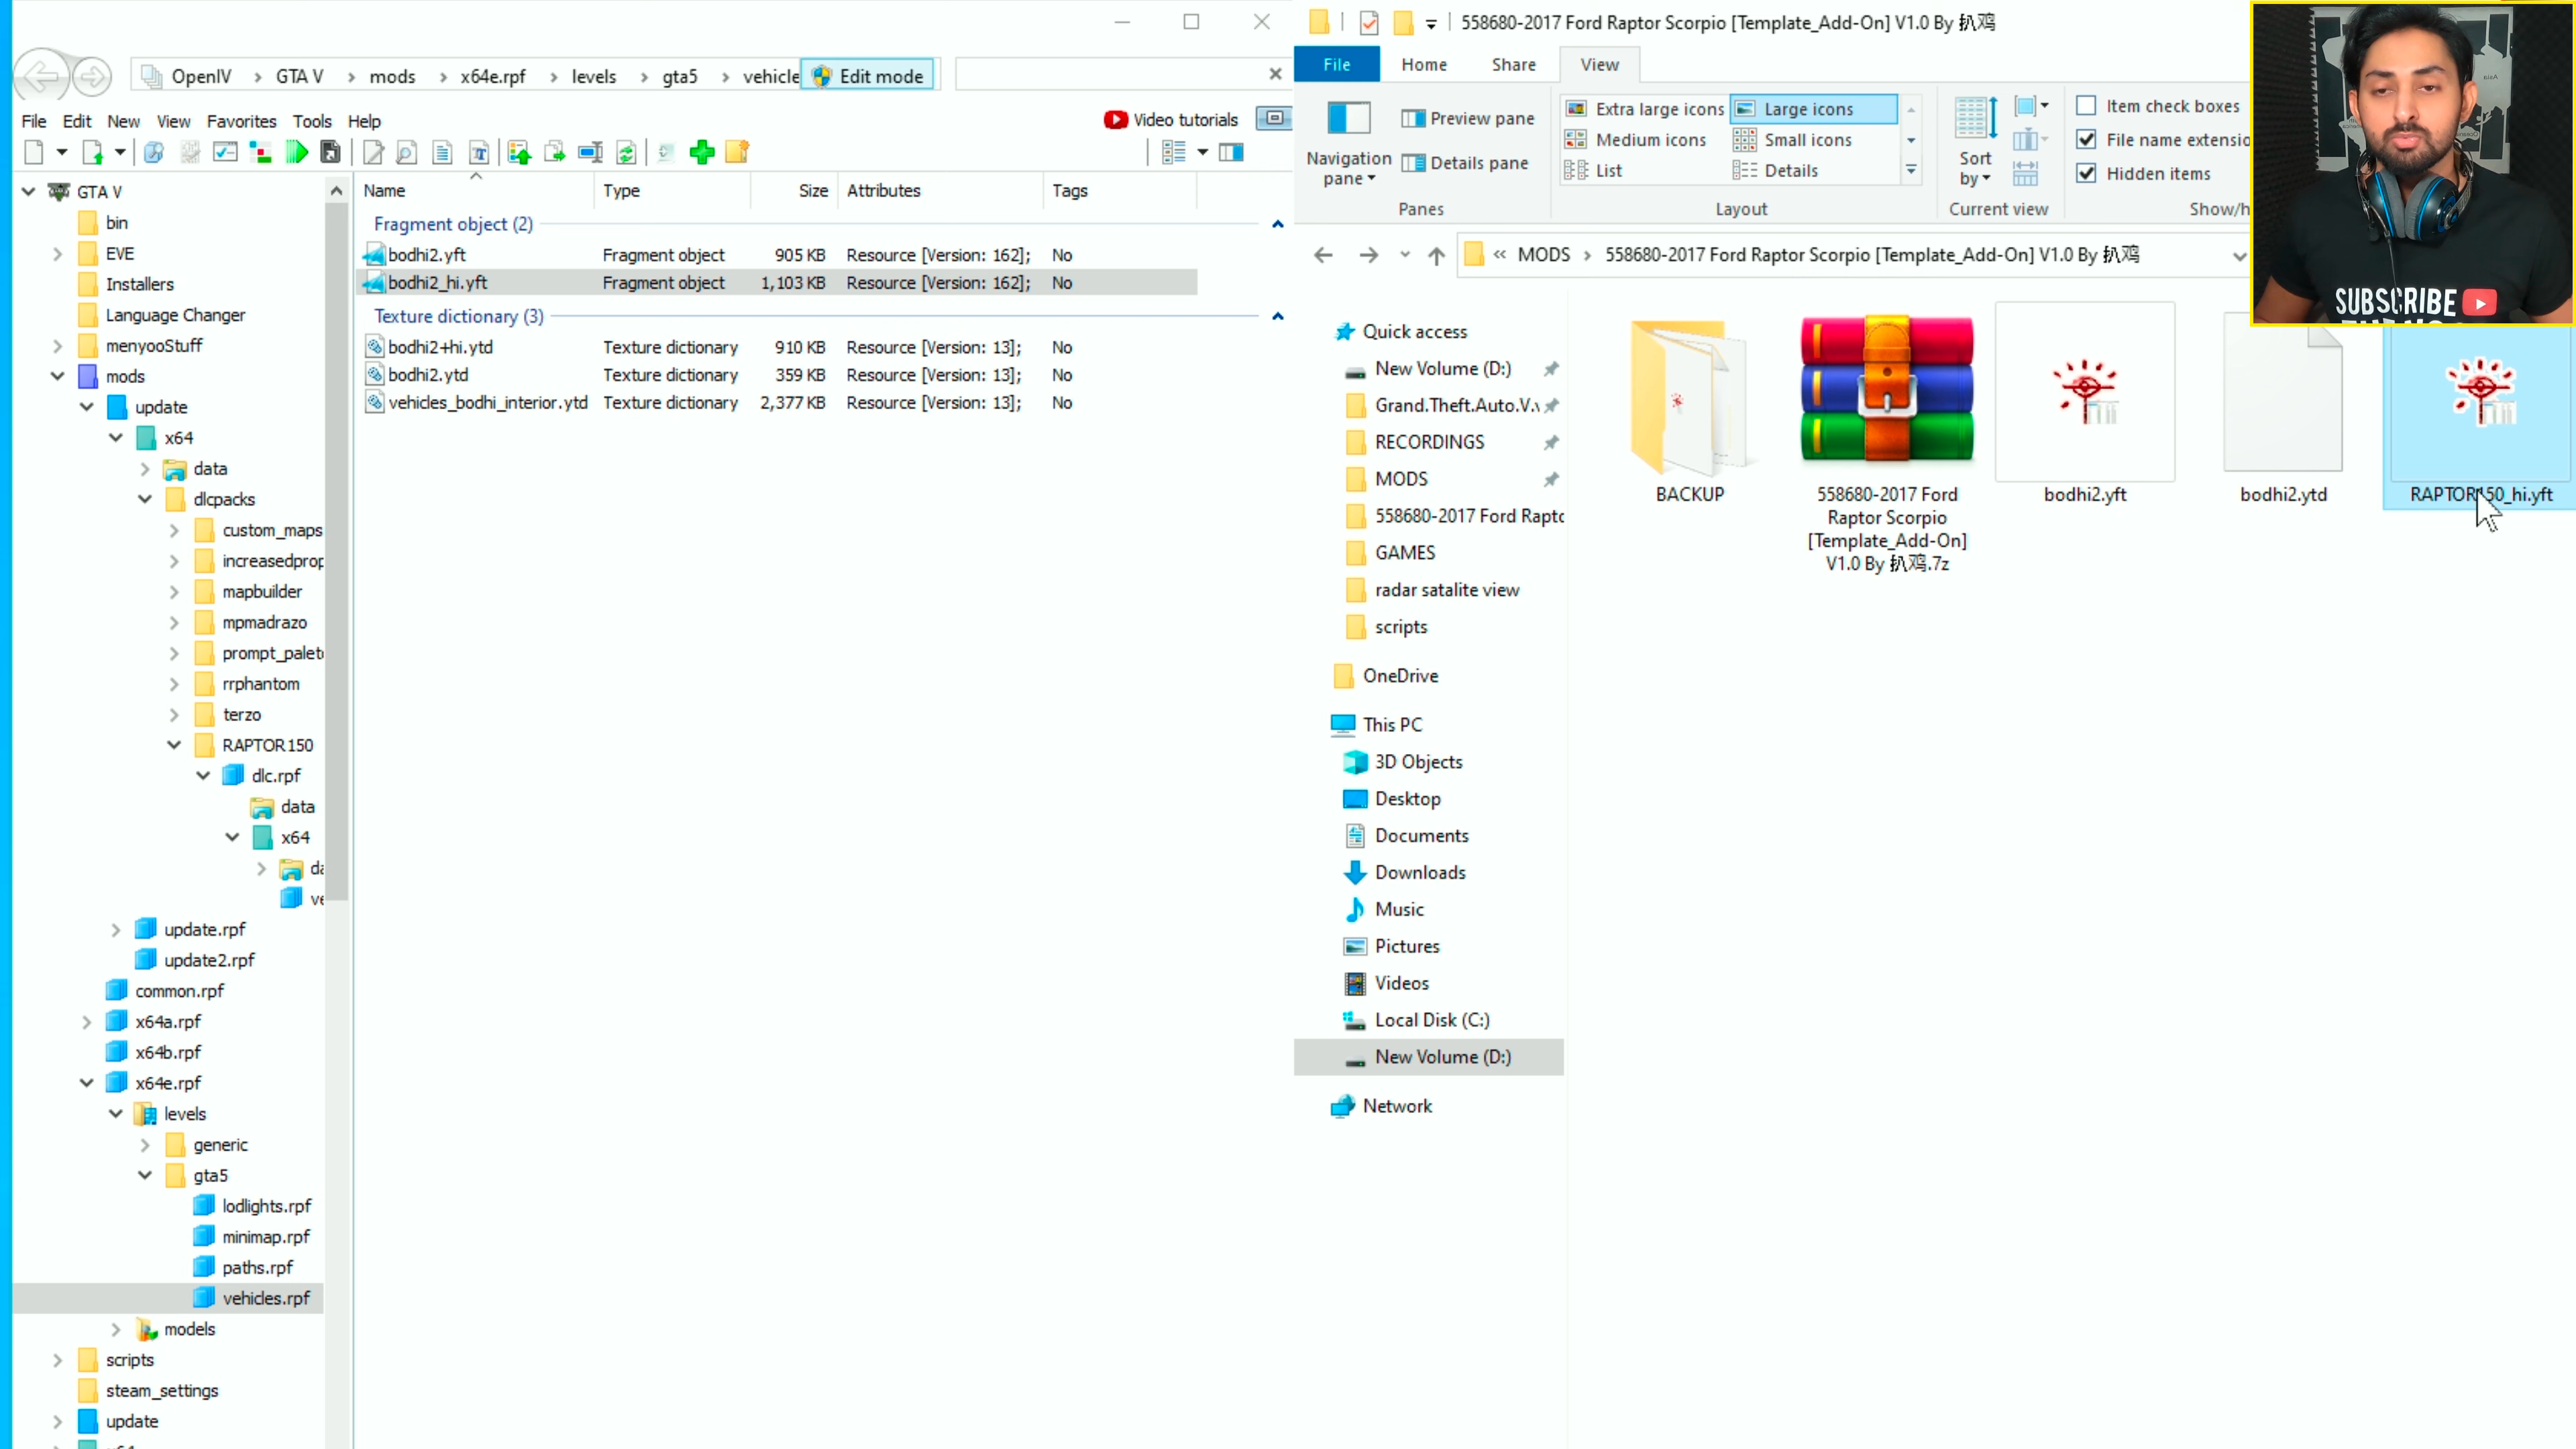 OpenIV > GTA V > mods > x64e.rpf > levels > gta5 > vehicle Edit mode
File Edit New View Favorites Tools Help
Video tutorials
GTA V
bin
EVE
Installers
Language Changer
menyooStuff
mods
update
x64
data
dlcpacks
custom_maps
increasedprop
mapbuilder
mpmadrazo
prompt_paleto
rrphantom
terzo
RAPTOR150
dlc.rpf
data
x64
da
ve
update.rpf
update2.rpf
common.rpf
x64a.rpf
x64b.rpf
x64e.rpf
levels
generic
gta5
lodlights.rpf
minimap.rpf
paths.rpf
vehicles.rpf
models
scripts
steam_settings
update
Name Type Size Attributes Tags
Fragment object (2)
bodhi2.yft Fragment object 905 KB Resource [Version: 162]; No
bodhi2_hi.yft Fragment object 1,103 KB Resource [Version: 162]; No
Texture dictionary (3)
bodhi2+hi.ytd Texture dictionary 910 KB Resource [Version: 13]; No
bodhi2.ytd Texture dictionary 359 KB Resource [Version: 13]; No
vehicles_bodhi_interior.ytd Texture dictionary 2,377 KB Resource [Version: 13]; No
558680-2017 Ford Raptor Scorpio [Template_Add-On] V1.0 By 扒鸡
File Home Share View
Navigation
pane
Preview pane
Details pane
Panes
Extra large icons Large icons
Medium icons Small icons
List Details
Layout
Sort
by
Current view
Item check boxes
File name extensio
Hidden items
Show/h
« MODS > 558680-2017 Ford Raptor Scorpio [Template_Add-On] V1.0 By 扒鸡
Quick access
New Volume (D:)
Grand.Theft.Auto.V.v
RECORDINGS
MODS
558680-2017 Ford Rapto
GAMES
radar satalite view
scripts
OneDrive
This PC
3D Objects
Desktop
Documents
Downloads
Music
Pictures
Videos
Local Disk (C:)
New Volume (D:)
Network
BACKUP
558680-2017 Ford
Raptor Scorpio
[Template_Add-On]
V1.0 By 扒鸡.7z
bodhi2.yft
bodhi2.ytd
RAPTOR150_hi.yft
SUBSCRIBE